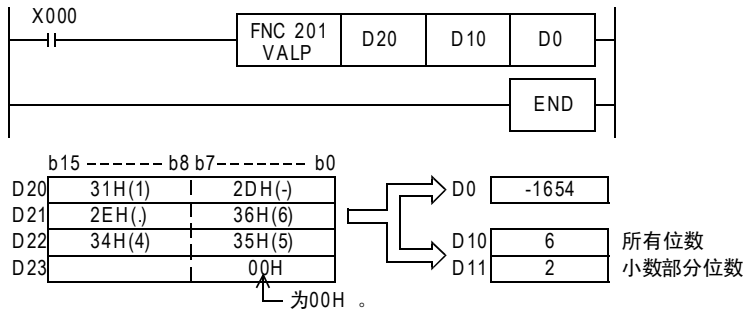 X000
FNC 201 VALP D20 D10 D0
END
b15 ------ b8 b7------- b0
D20 31H(1) 2DH(-) D0 -1654
D21 2EH(.) 36H(6)
D22 34H(4) 35H(5) D10 6 所有位数
D23 00H D11 2 小数部分位数
为00H 。